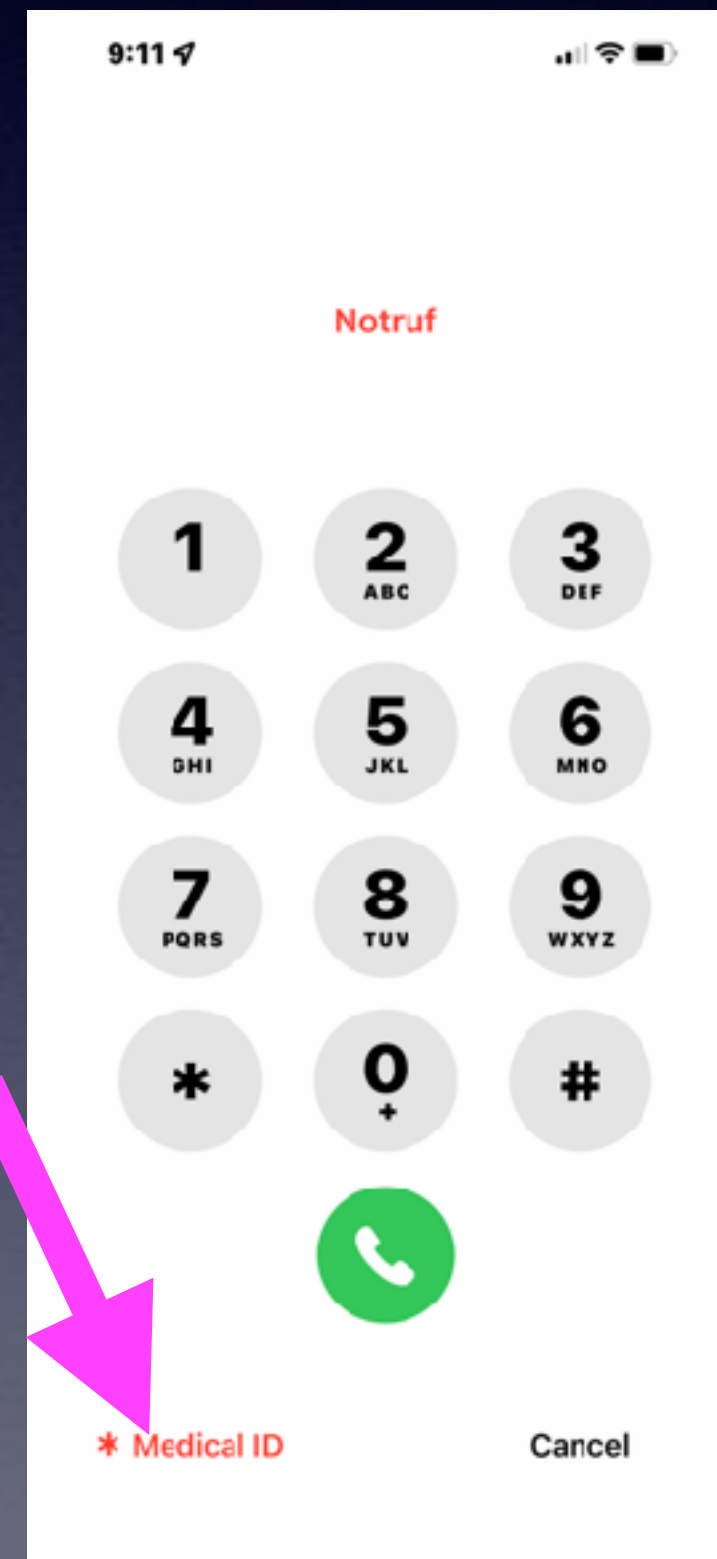 9:11
Notruf
1 2 3
ABC DEF
4 5 6
GHI JKL MNO
7 8 9
PQRS TUV WXYZ
* 0 #
+
* Medical ID Cancel